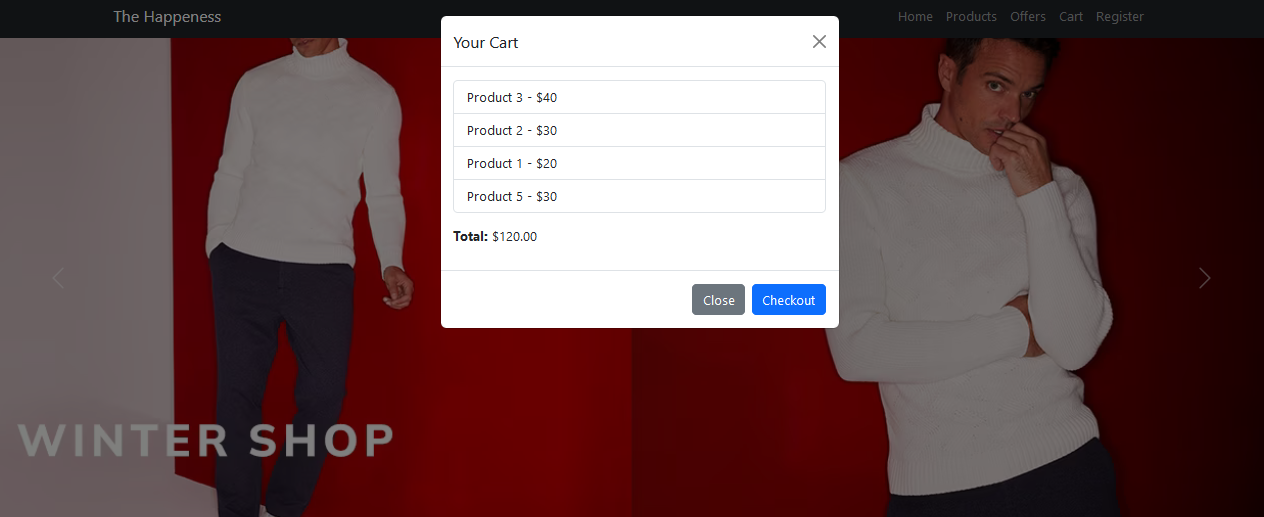 The Happeness
Home Products Offers Cart Register
Your Cart
Product 3 - $40
Product 2 - $30
Product 1 - $20
Product 5 - $30
Total: $120.00
Close Checkout
WINTER SHOP